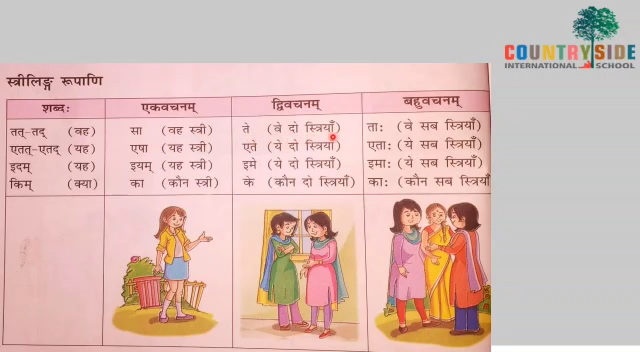 COUNTRYSIDE
INTERNATIONAL SCHOOL
स्त्रीलिङ्ग रूपाणि
शब्दः एकवचनम् द्विवचनम् बहुवचनम्
तत्-तद् (वह) सा (वह स्त्री) ते (वे दो स्त्रियाँ) ताः (वे सब स्त्रियाँ)
एतत्-एतद् (यह) एषा (यह स्त्री) एते (ये दो स्त्रियाँ) एताः (ये सब स्त्रियाँ)
इदम् (यह) इयम् (यह स्त्री) इमे (ये दो स्त्रियाँ) इमाः (ये सब स्त्रियाँ)
किम् (क्या) का (कौन स्त्री) के (कौन दो स्त्रियाँ) काः (कौन सब स्त्रियाँ